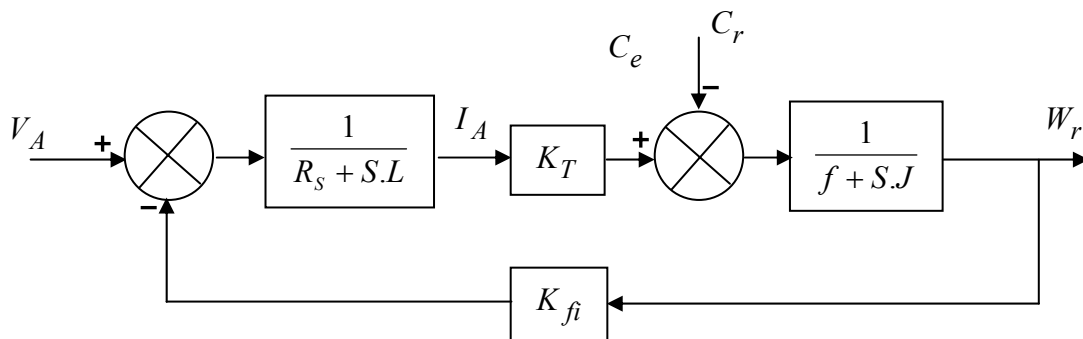 C_r
C_e
V_A
+
−
1
R_s + S.L
I_A
K_T
+
−
1
f + S.J
W_r
K_fi